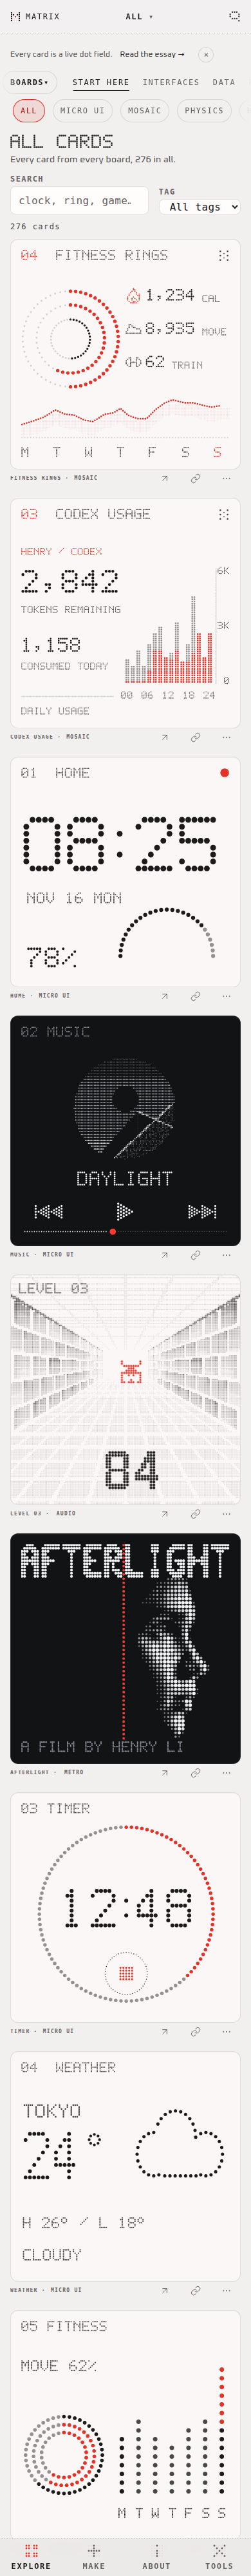 MATRIX
ALL ▾
Every card is a live dot field. Read the essay →
×
BOARDS▾ START HERE INTERFACES DATA
ALL MICRO UI MOSAIC PHYSICS
ALL CARDS
Every card from every board, 276 in all.
SEARCH
TAG
clock, ring, game…
All tags
276 cards
04 FITNESS RINGS
1,234 CAL
8,935 MOVE
62 TRAIN
M T W T F S S
FITNESS RINGS · MOSAIC
03 CODEX USAGE
HENRY / CODEX
2,842
TOKENS REMAINING
1,158
CONSUMED TODAY
DAILY USAGE
6K
3K
0
00 06 12 18 24
CODEX USAGE · MOSAIC
01 HOME
08:25
NOV 16 MON
78%
HOME · MICRO UI
02 MUSIC
DAYLIGHT
MUSIC · MICRO UI
LEVEL 03
84
LEVEL 03 · AUDIO
AFTERLIGHT
A FILM BY HENRY LI
AFTERLIGHT · METRO
03 TIMER
12:48
TIMER · MICRO UI
04 WEATHER
TOKYO
24°
H 26° / L 18°
CLOUDY
WEATHER · MICRO UI
05 FITNESS
MOVE 62%
M T W T F S S
EXPLORE MAKE ABOUT TOOLS